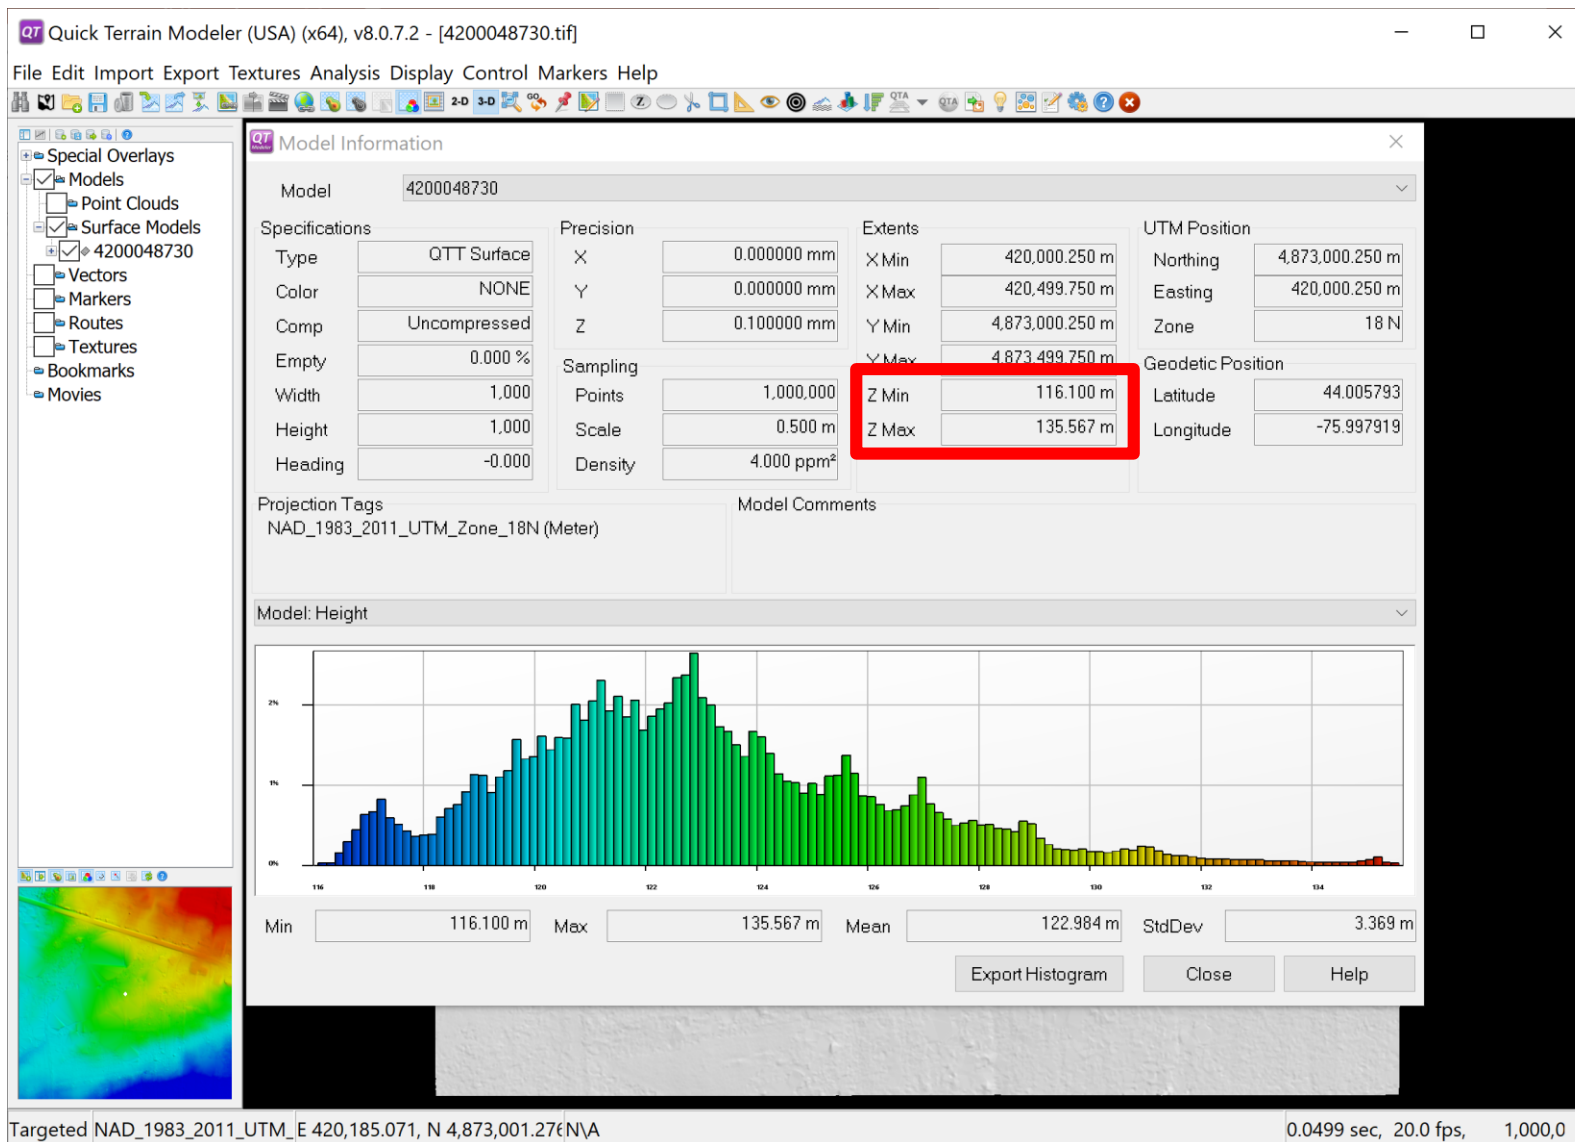 QT Quick Terrain Modeler (USA) (x64), v8.0.7.2 - [4200048730.tif]
File Edit Import Export Textures Analysis Display Control Markers Help
2-D 3-D GO Z QTA QTA
Special Overlays
Models
Point Clouds
Surface Models
4200048730
Vectors
Markers
Routes
Textures
Bookmarks
Movies
QT Model Information
Model 4200048730
Specifications
Type QTT Surface
Color NONE
Comp Uncompressed
Empty 0.000 %
Width 1,000
Height 1,000
Heading -0.000
Precision
X 0.000000 mm
Y 0.000000 mm
Z 0.100000 mm
Sampling
Points 1,000,000
Scale 0.500 m
Density 4.000 ppm²
Extents
X Min 420,000.250 m
X Max 420,499.750 m
Y Min 4,873,000.250 m
Y Max 4,873,499.750 m
Z Min 116.100 m
Z Max 135.567 m
UTM Position
Northing 4,873,000.250 m
Easting 420,000.250 m
Zone 18 N
Geodetic Position
Latitude 44.005793
Longitude -75.997919
Projection Tags
NAD_1983_2011_UTM_Zone_18N (Meter)
Model Comments
Model: Height
2%
1%
0%
116 118 120 122 124 126 128 130 132 134
Min 116.100 m Max 135.567 m Mean 122.984 m StdDev 3.369 m
Export Histogram Close Help
Targeted NAD_1983_2011_UTM_ E 420,185.071, N 4,873,001.276 N\A 0.0499 sec, 20.0 fps, 1,000,0